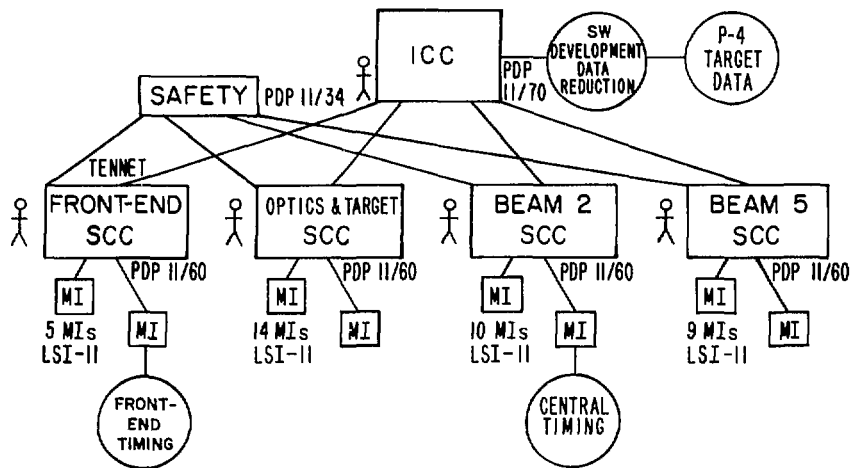 ICC
SW
DEVELOPMENT
DATA
REDUCTION
P-4
TARGET
DATA
PDP
11/70
SAFETY
PDP 11/34
TENNET
FRONT-END
SCC
OPTICS & TARGET
SCC
BEAM 2
SCC
BEAM 5
SCC
PDP 11/60
PDP 11/60
PDP 11/60
PDP 11/60
MI
MI
MI
MI
MI
MI
MI
MI
5 MIs
LSI-11
14 MIs
LSI-11
10 MIs
LSI-11
9 MIs
LSI-11
FRONT-
END
TIMING
CENTRAL
TIMING